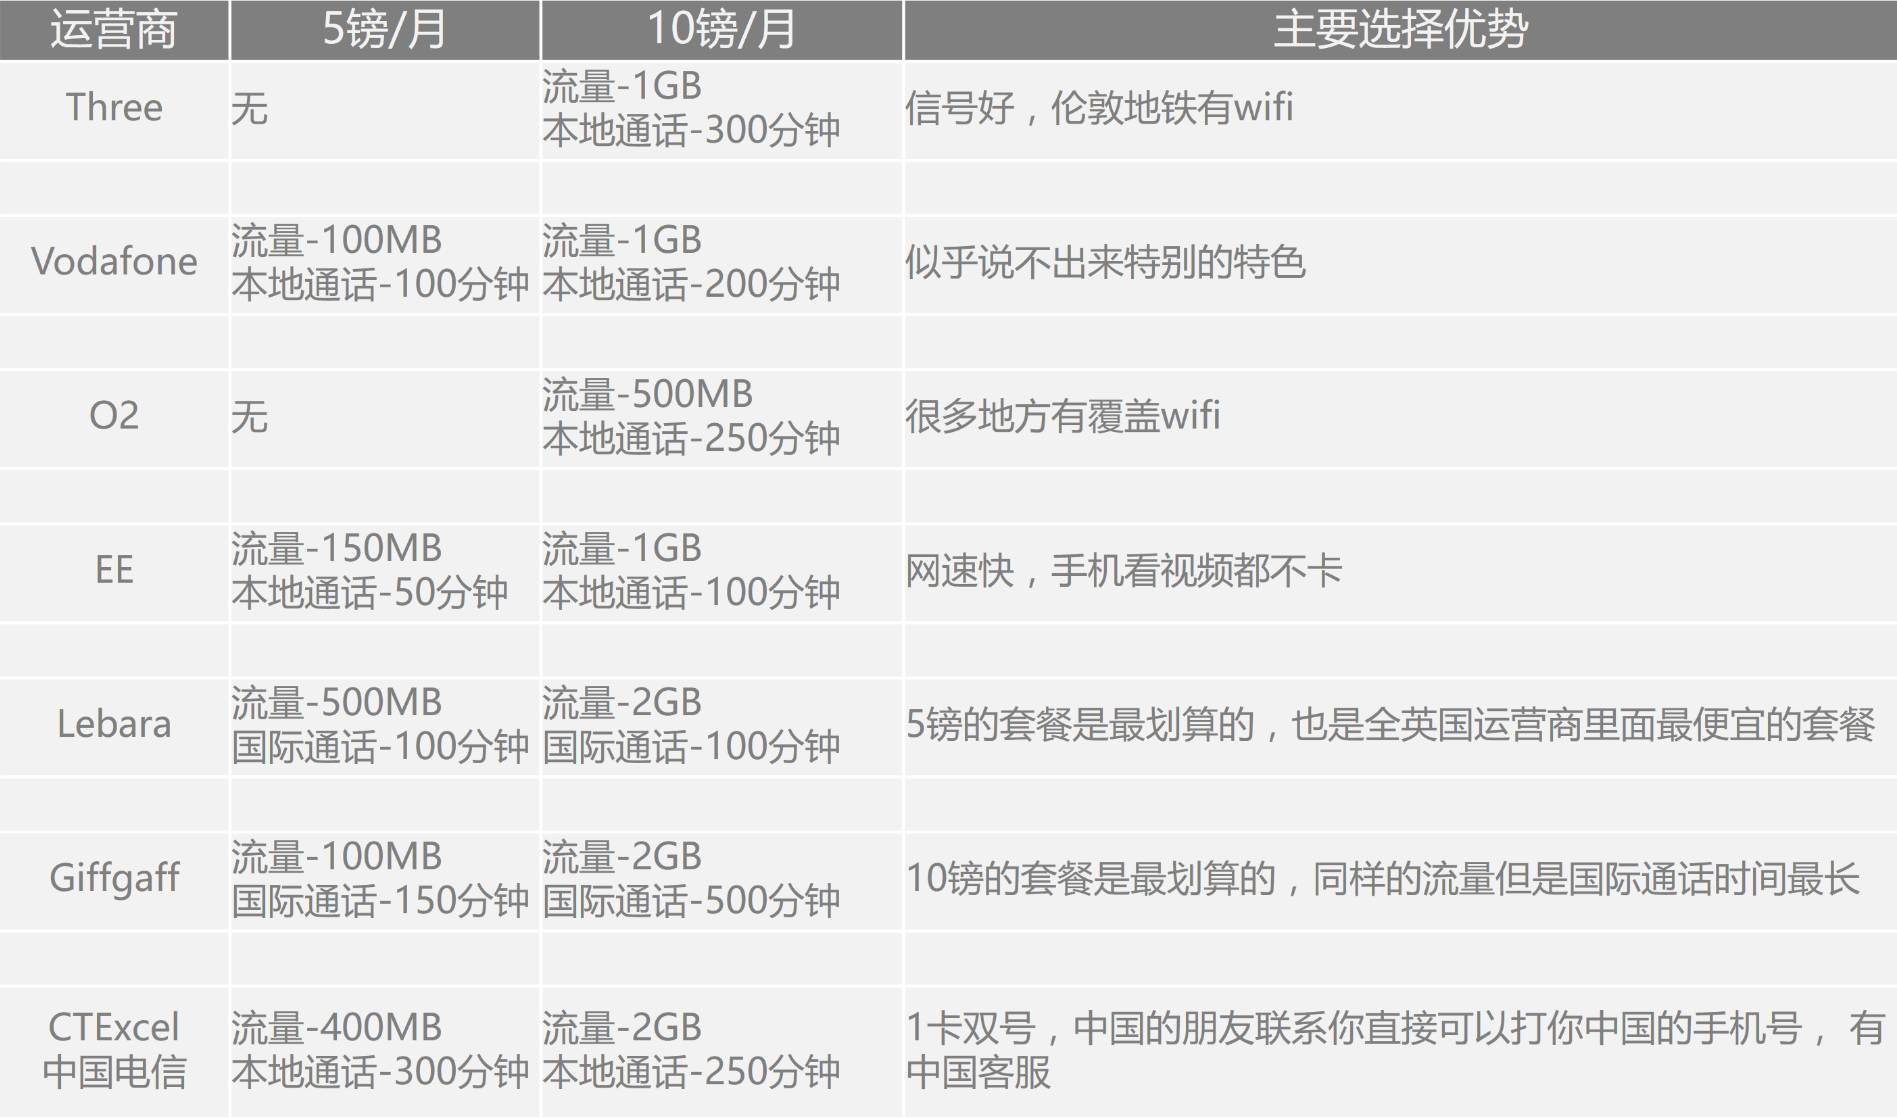 运营商 5镑/月 10镑/月 主要选择优势
Three 无 流量-1GB 信号好，伦敦地铁有wifi
本地通话-300分钟
Vodafone 流量-100MB 流量-1GB 似乎说不出来特别的特色
本地通话-100分钟 本地通话-200分钟
O2 无 流量-500MB 很多地方有覆盖wifi
本地通话-250分钟
EE 流量-150MB 流量-1GB 网速快，手机看视频都不卡
本地通话-50分钟 本地通话-100分钟
Lebara 流量-500MB 流量-2GB 5镑的套餐是最划算的，也是全英国运营商里面最便宜的套餐
国际通话-100分钟 国际通话-100分钟
Giffgaff 流量-100MB 流量-2GB 10镑的套餐是最划算的，同样的流量但是国际通话时间最长
国际通话-150分钟 国际通话-500分钟
CTExcel 流量-400MB 流量-2GB 1卡双号，中国的朋友联系你直接可以打你中国的手机号， 有
中国电信 本地通话-300分钟 本地通话-250分钟 中国客服